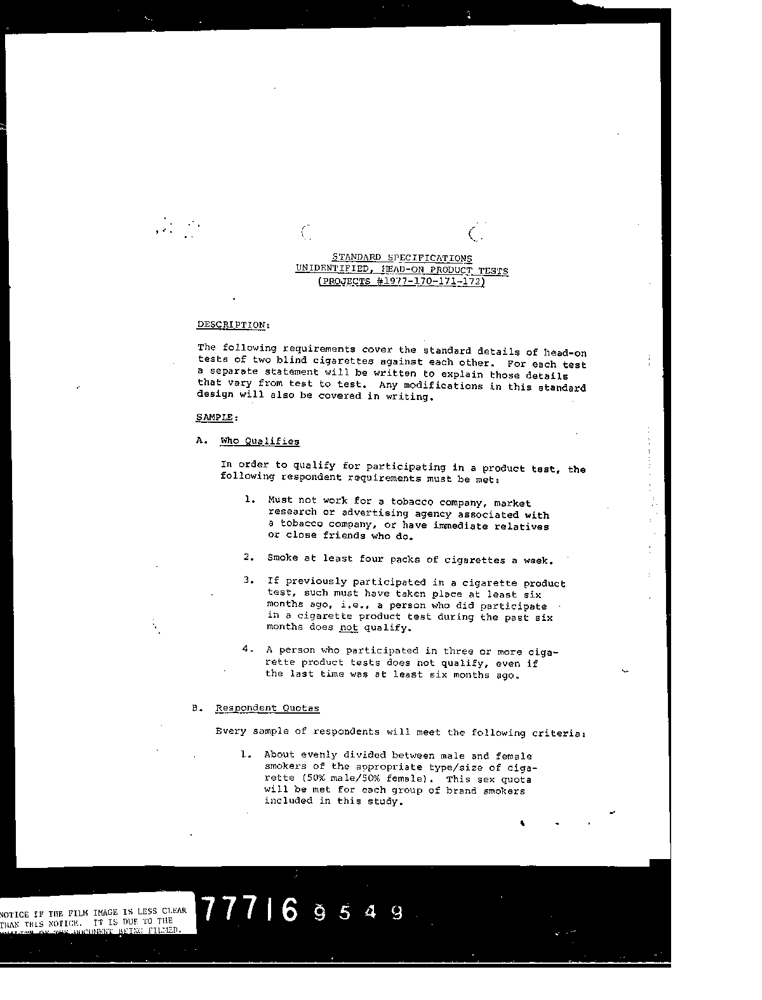 STANDARD SPECIFICATIONS
UNIDENTIFIED, HEAD-ON PRODUCT TESTS
(PROJECTS #1977-170-171-172)
DESCRIPTION:
The following requirements cover the standard details of head-on
tests of two blind cigarettes against each other. For each test
a separate statement will be written to explain those details
that vary from test to test. Any modifications in this standard
design will also be covered in writing.
SAMPLE:
A. Who Qualifies
In order to qualify for participating in a product test, the
following respondent requirements must be met:
1. Must not work for a tobacco company, market
research or advertising agency associated with
a tobacco company, or have immediate relatives
or close friends who do.
2. Smoke at least four packs of cigarettes a week.
3. If previously participated in a cigarette product
test, such must have taken place at least six
months ago, i.e., a person who did participate
in a cigarette product test during the past six
months does not qualify.
4. A person who participated in three or more ciga-
rette product tests does not qualify, even if
the last time was at least six months ago.
B. Respondent Quotas
Every sample of respondents will meet the following criteria:
1. About evenly divided between male and female
smokers of the appropriate type/size of ciga-
rette (50% male/50% female). This sex quota
will be met for each group of brand smokers
included in this study.
NOTICE IF THE FILM IMAGE IS LESS CLEAR
THAN THIS NOTICE. IT IS DUE TO THE
QUALITY OF THE DOCUMENT BEING FILMED.
777169549